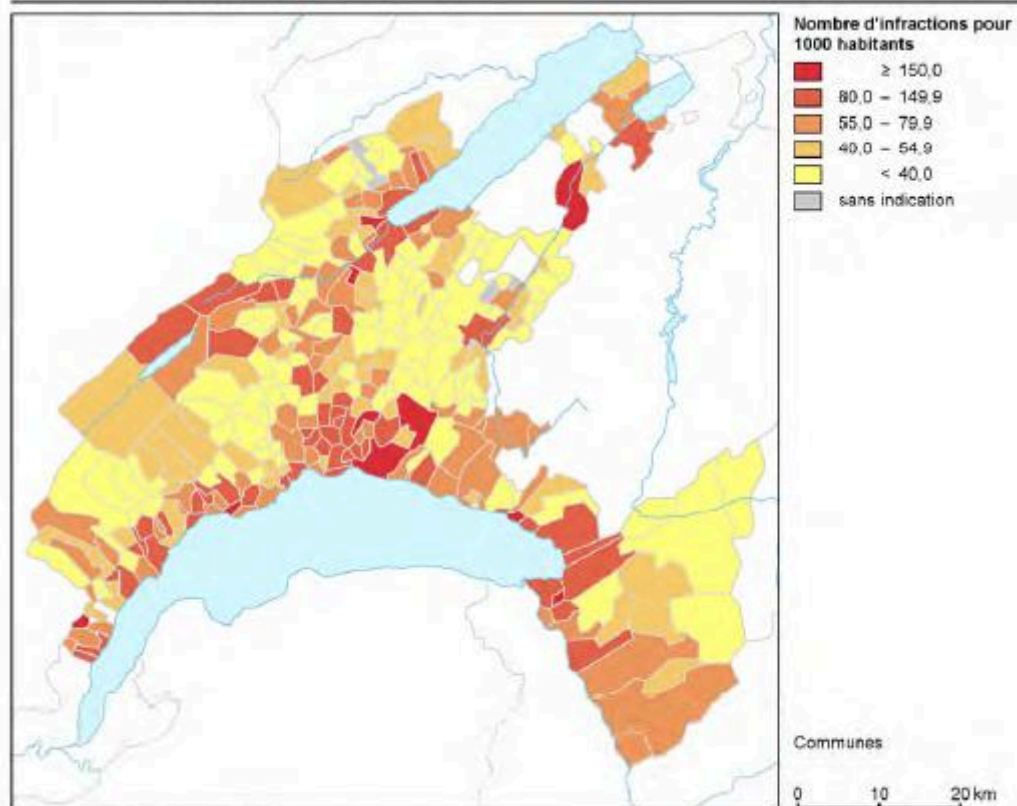 Nombre d'infractions pour
1000 habitants
≥ 150,0
80,0 – 149,9
55,0 – 79,9
40,0 – 54,9
< 40,0
sans indication
Communes
0 10 20 km